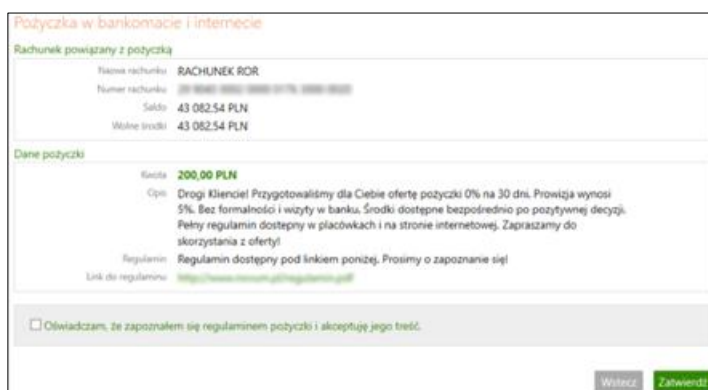 Pożyczka w bankomacie i internecie
Rachunek powiązany z pożyczką
Nazwa rachunku RACHUNEK ROR
Numer rachunku
Saldo 43 082,54 PLN
Wolne środki 43 082,54 PLN
Dane pożyczki
Kwota 200,00 PLN
Opis Drogi Kliencie! Przygotowaliśmy dla Ciebie ofertę pożyczki 0% na 30 dni. Prowizja wynosi
5%. Bez formalności i wizyty w banku. Środki dostępne bezpośrednio po pozytywnej decyzji.
Pełny regulamin dostępny w placówkach i na stronie internetowej. Zapraszamy do
skorzystania z oferty!
Regulamin Regulamin dostępny pod linkiem poniżej. Prosimy o zapoznanie się!
Link do regulaminu
Oświadczam, że zapoznałem się regulaminem pożyczki i akceptuję jego treść.
Wstecz Zatwierdź